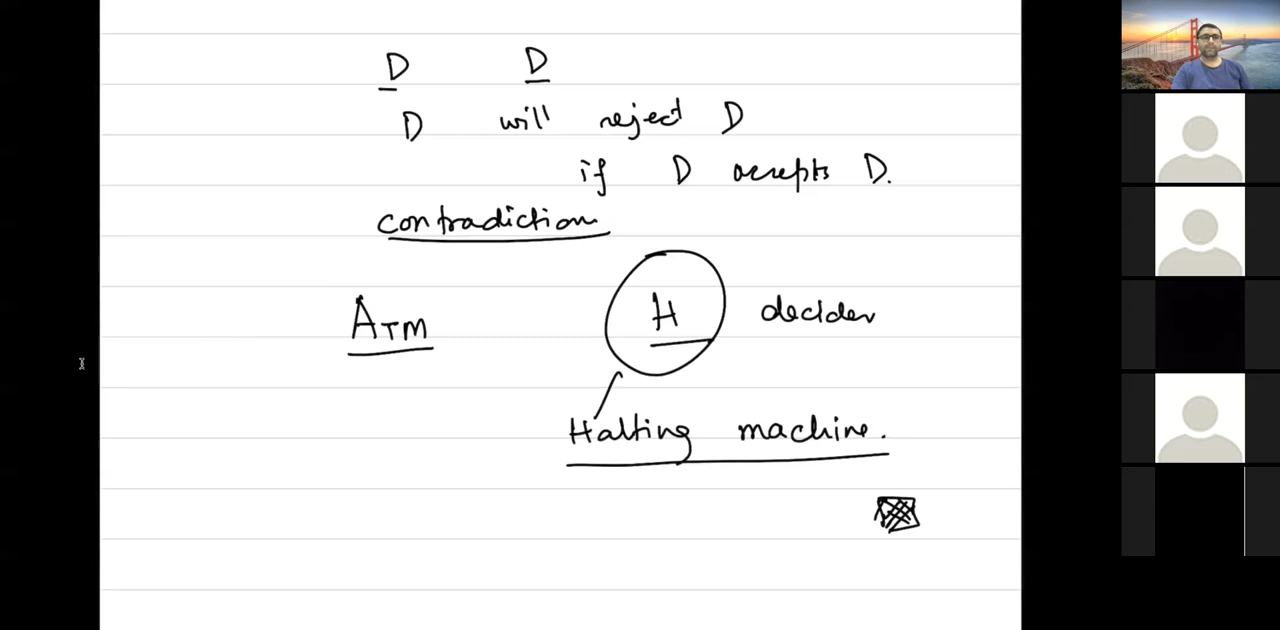 D D
D will reject D
if D accepts D.
contradiction
ATM H decider
Halting machine.